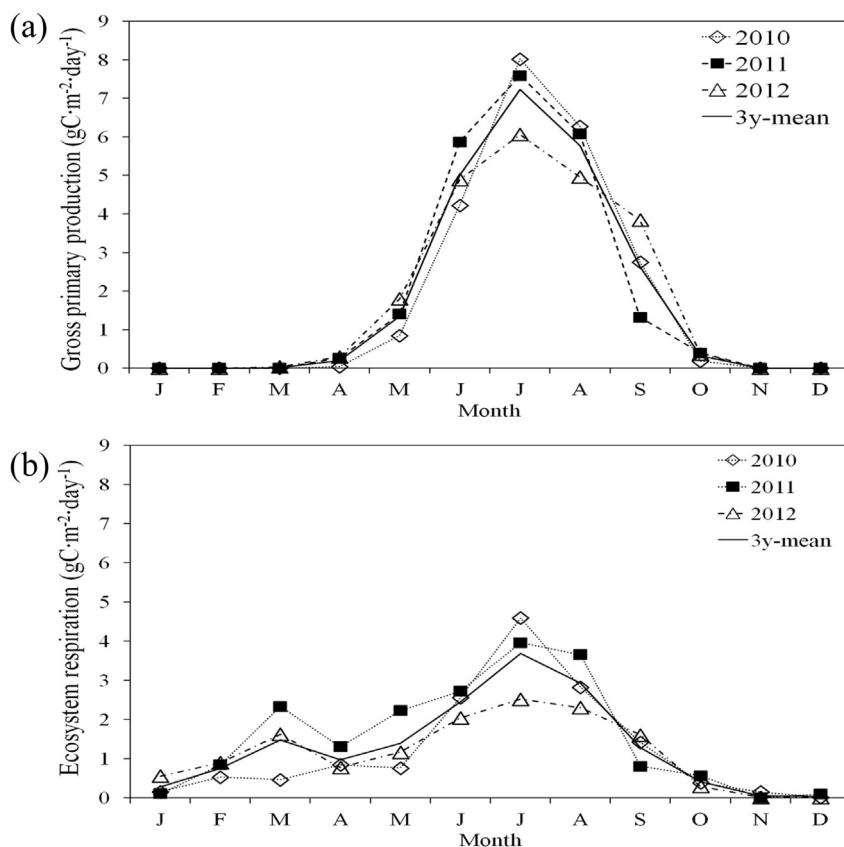 (a)
Gross primary production (gC·m⁻²·day⁻¹)
9
8
7
6
5
4
3
2
1
0
2010
2011
2012
3y-mean
J F M A M J J A S O N D
Month
(b)
Ecosystem respiration (gC·m⁻²·day⁻¹)
9
8
7
6
5
4
3
2
1
0
2010
2011
2012
3y-mean
J F M A M J J A S O N D
Month